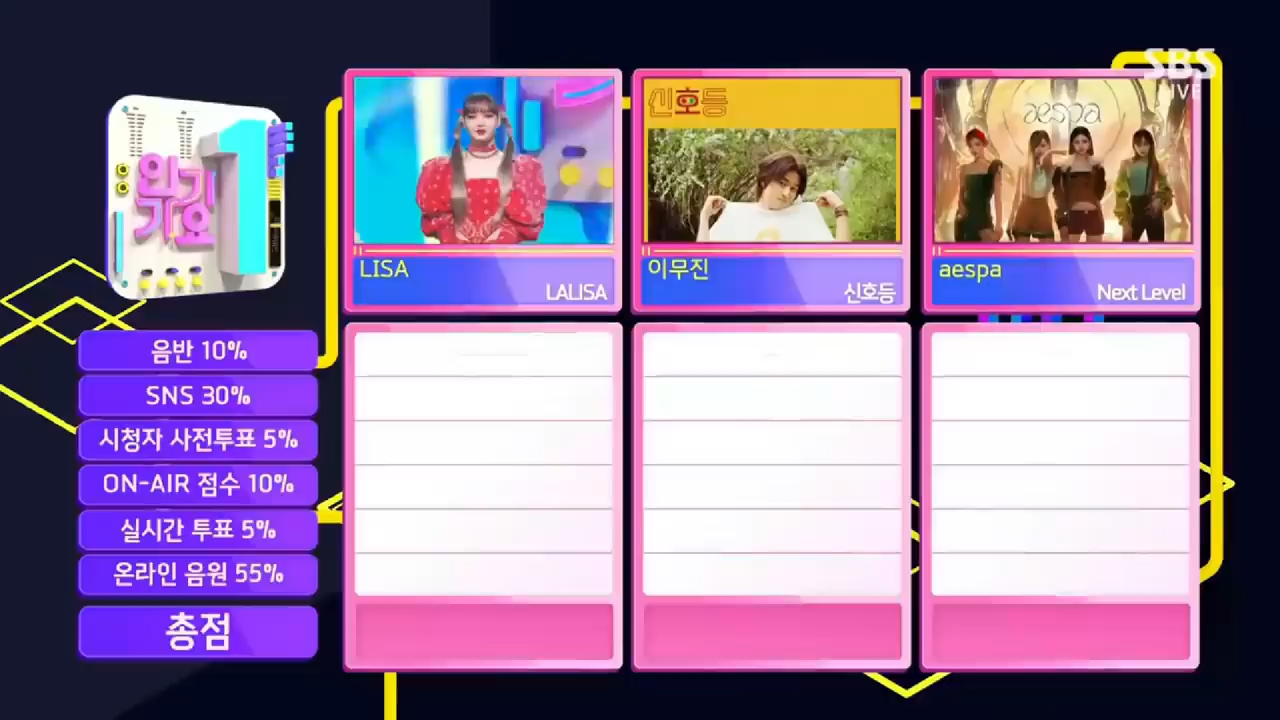 SBS
LIVE
인기
가요
1
신호등
aespa
LISA
LALISA
이무진
신호등
aespa
Next Level
음반 10%
SNS 30%
시청자 사전투표 5%
ON-AIR 점수 10%
실시간 투표 5%
온라인 음원 55%
총점